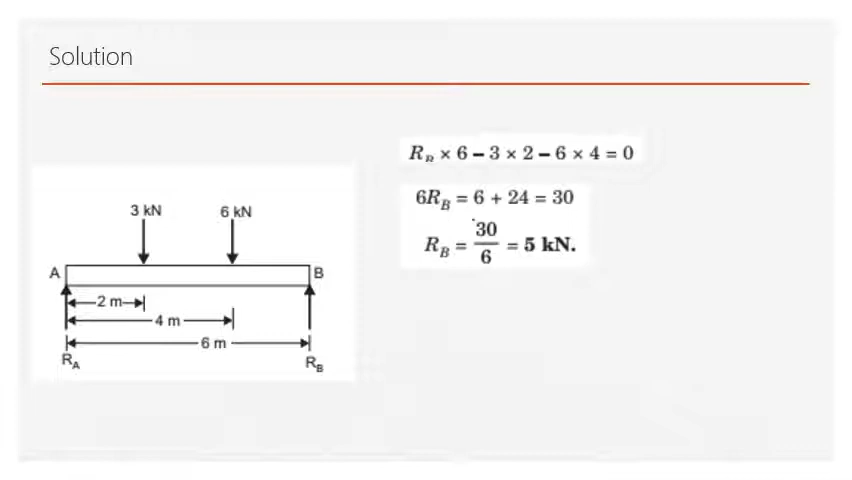 Solution
R_B × 6 – 3 × 2 – 6 × 4 = 0
6R_B = 6 + 24 = 30
R_B = 30/6 = 5 kN.
3 kN 6 kN
A B
2 m
4 m
6 m
R_A R_B